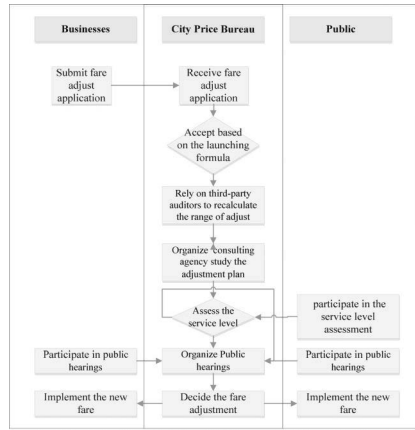 Businesses
City Price Bureau
Public
Submit fare
adjust
application
Receive fare
adjust
application
Accept based
on the launching
formula
Rely on third-party
auditors to recalculate
the range of adjust
Organize consulting
agency study the
adjustment plan
Assess the
service level
participate in the
service level
assessment
Participate in public
hearings
Organize Public
hearings
Participate in public
hearings
Implement the new
fare
Decide the fare
adjustment
Implement the new
fare